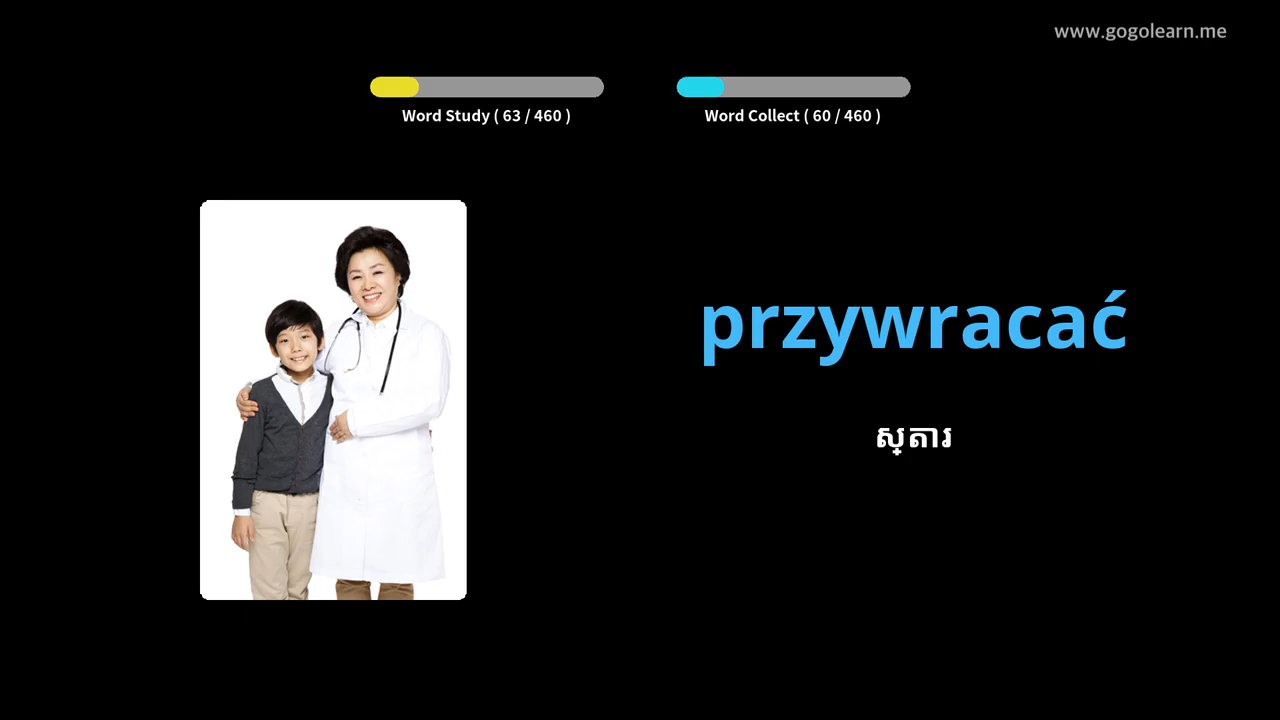 www.gogolearn.me
Word Study ( 63 / 460 )
Word Collect ( 60 / 460 )
przywracać
ស្តារ